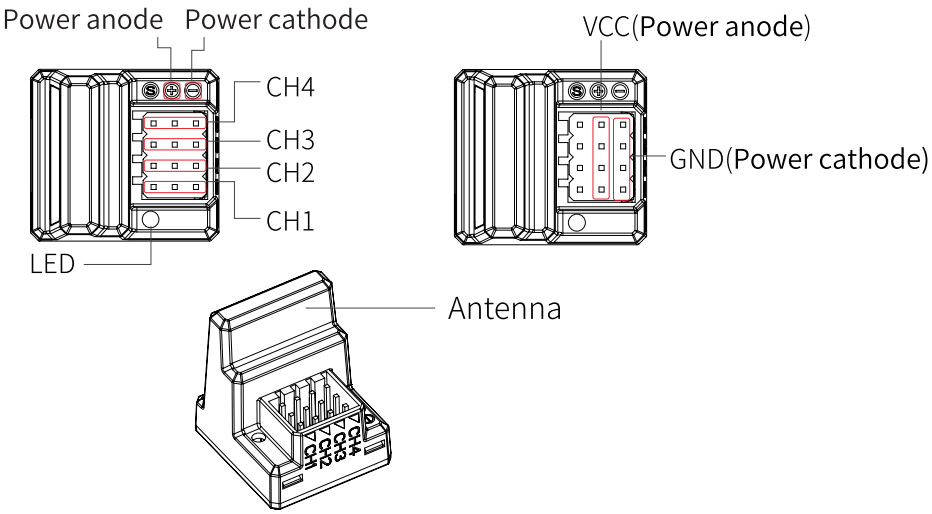 Power anode Power cathode
VCC(Power anode)
S + −
CH4
CH3
CH2
CH1
LED
S + −
GND(Power cathode)
Antenna
CH1
CH2
CH3
CH4